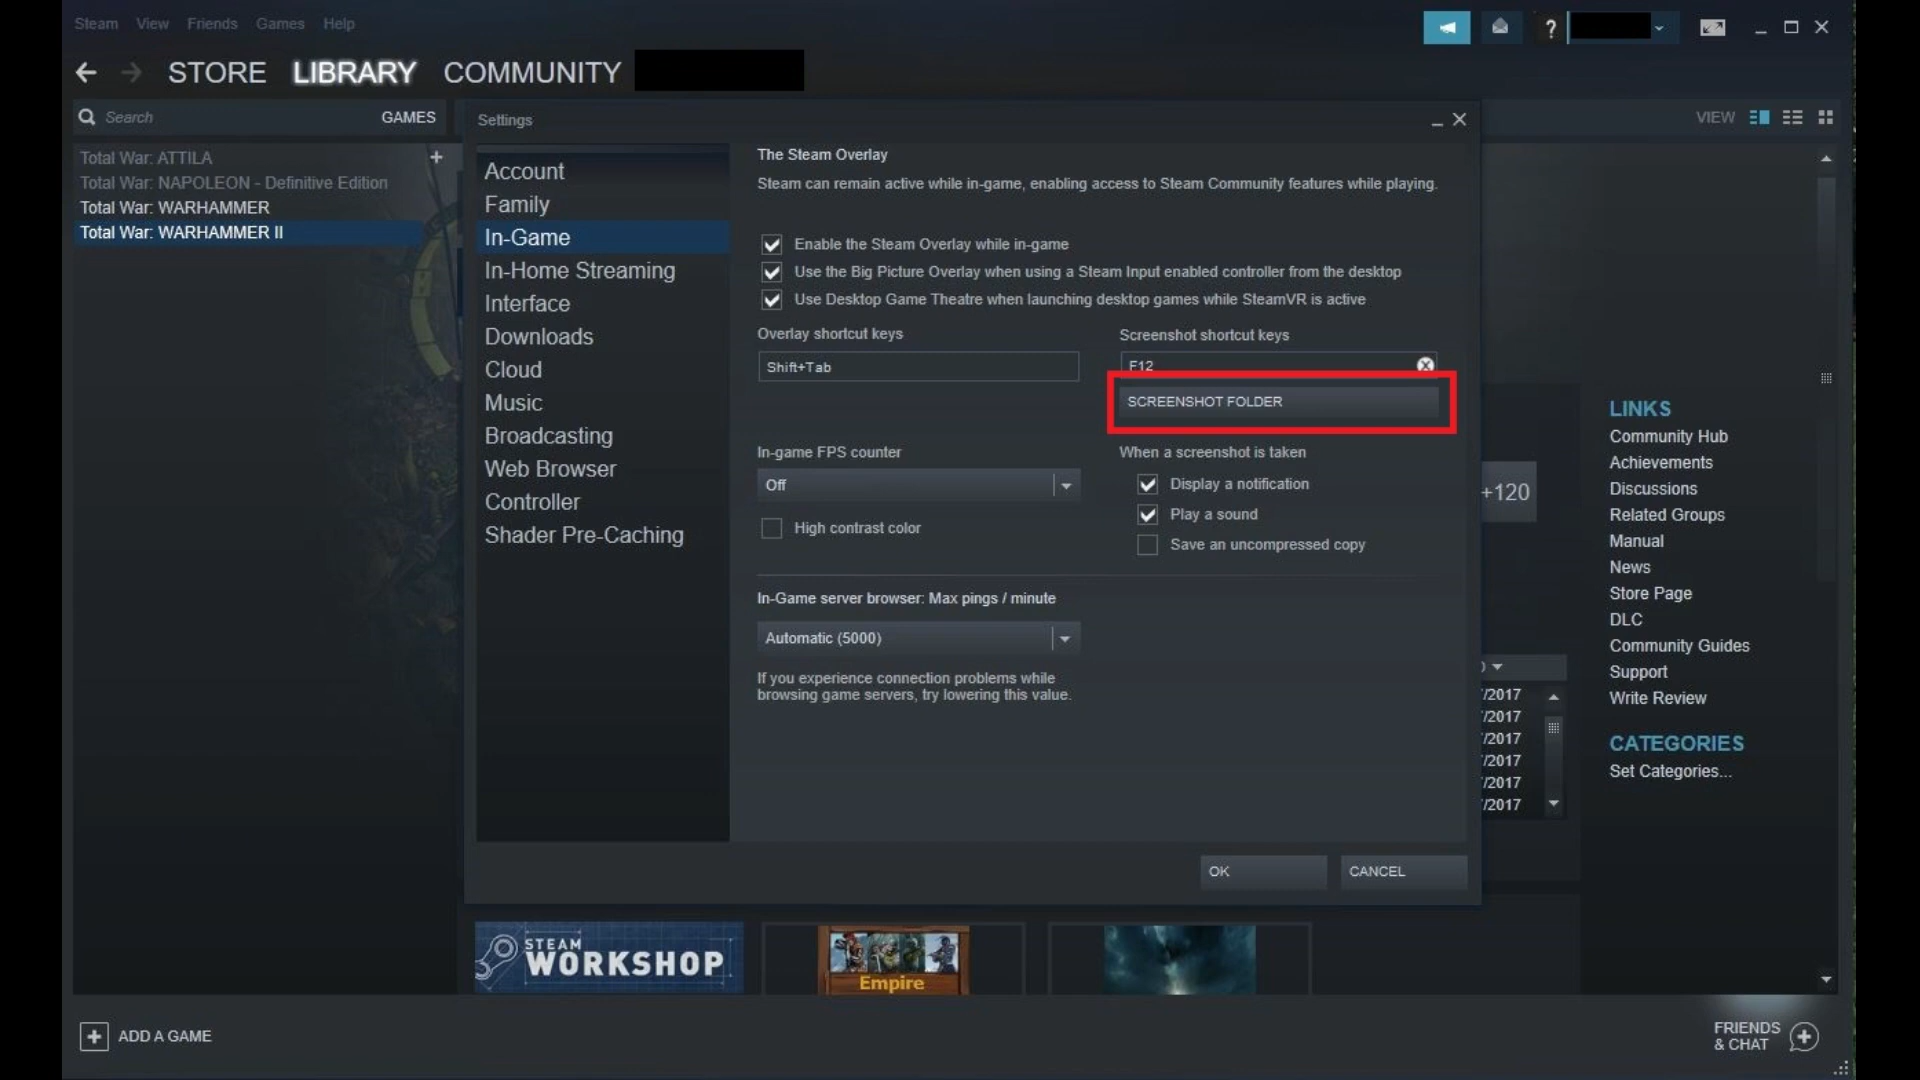 Steam View Friends Games Help
?
STORE LIBRARY COMMUNITY
Search GAMES
VIEW
Total War: ATTILA
Total War: NAPOLEON - Definitive Edition
Total War: WARHAMMER
Total War: WARHAMMER II
Settings
Account
Family
In-Game
In-Home Streaming
Interface
Downloads
Cloud
Music
Broadcasting
Web Browser
Controller
Shader Pre-Caching
The Steam Overlay
Steam can remain active while in-game, enabling access to Steam Community features while playing.
Enable the Steam Overlay while in-game
Use the Big Picture Overlay when using a Steam Input enabled controller from the desktop
Use Desktop Game Theatre when launching desktop games while SteamVR is active
Overlay shortcut keys
Shift+Tab
Screenshot shortcut keys
F12
SCREENSHOT FOLDER
In-game FPS counter
Off
High contrast color
When a screenshot is taken
Display a notification
Play a sound
Save an uncompressed copy
In-Game server browser: Max pings / minute
Automatic (5000)
If you experience connection problems while
browsing game servers, try lowering this value.
OK CANCEL
+120
/2017
/2017
/2017
/2017
/2017
/2017
LINKS
Community Hub
Achievements
Discussions
Related Groups
Manual
News
Store Page
DLC
Community Guides
Support
Write Review
CATEGORIES
Set Categories...
STEAM
WORKSHOP
Empire
ADD A GAME
FRIENDS
& CHAT